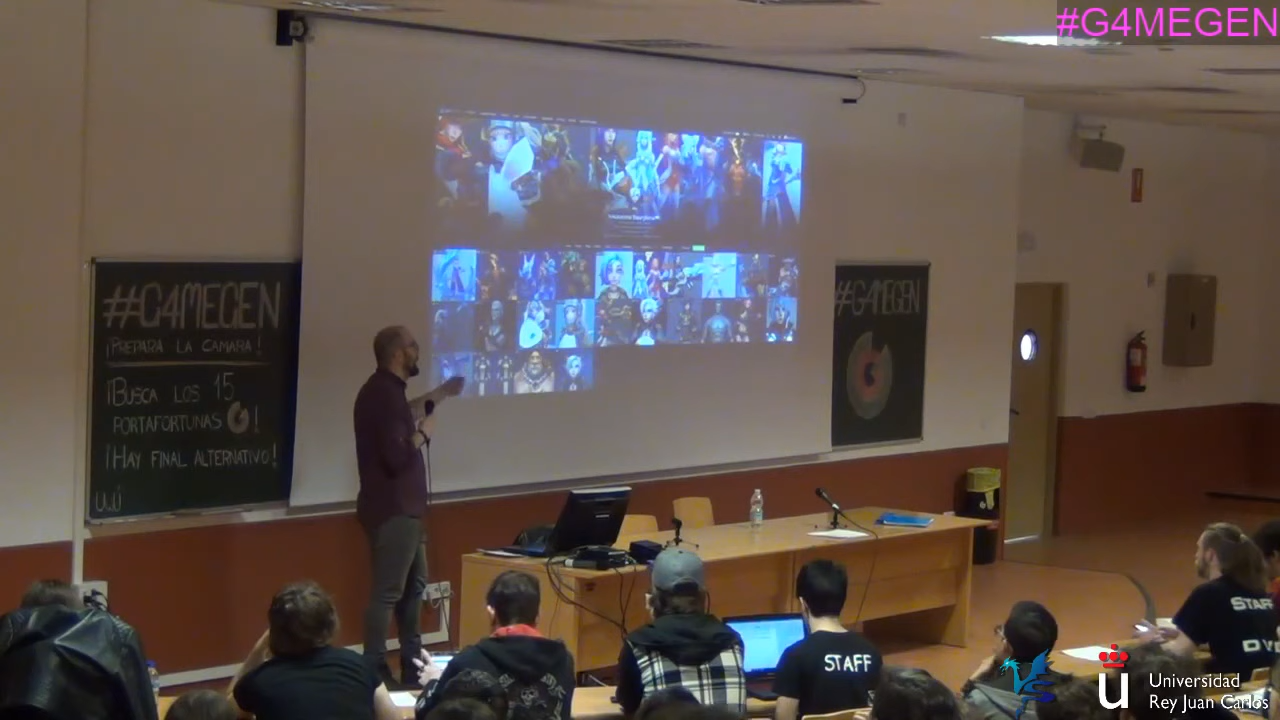 #G4MEGEN
#G4MEGEN
¡PREPARA LA CAMARA!
¡BUSCA LOS 15
PORTAFORTUNAS !
¡HAY FINAL ALTERNATIVO!
UwU
#G4MEGEN
STAFF
STAFF
Universidad
Rey Juan Carlos